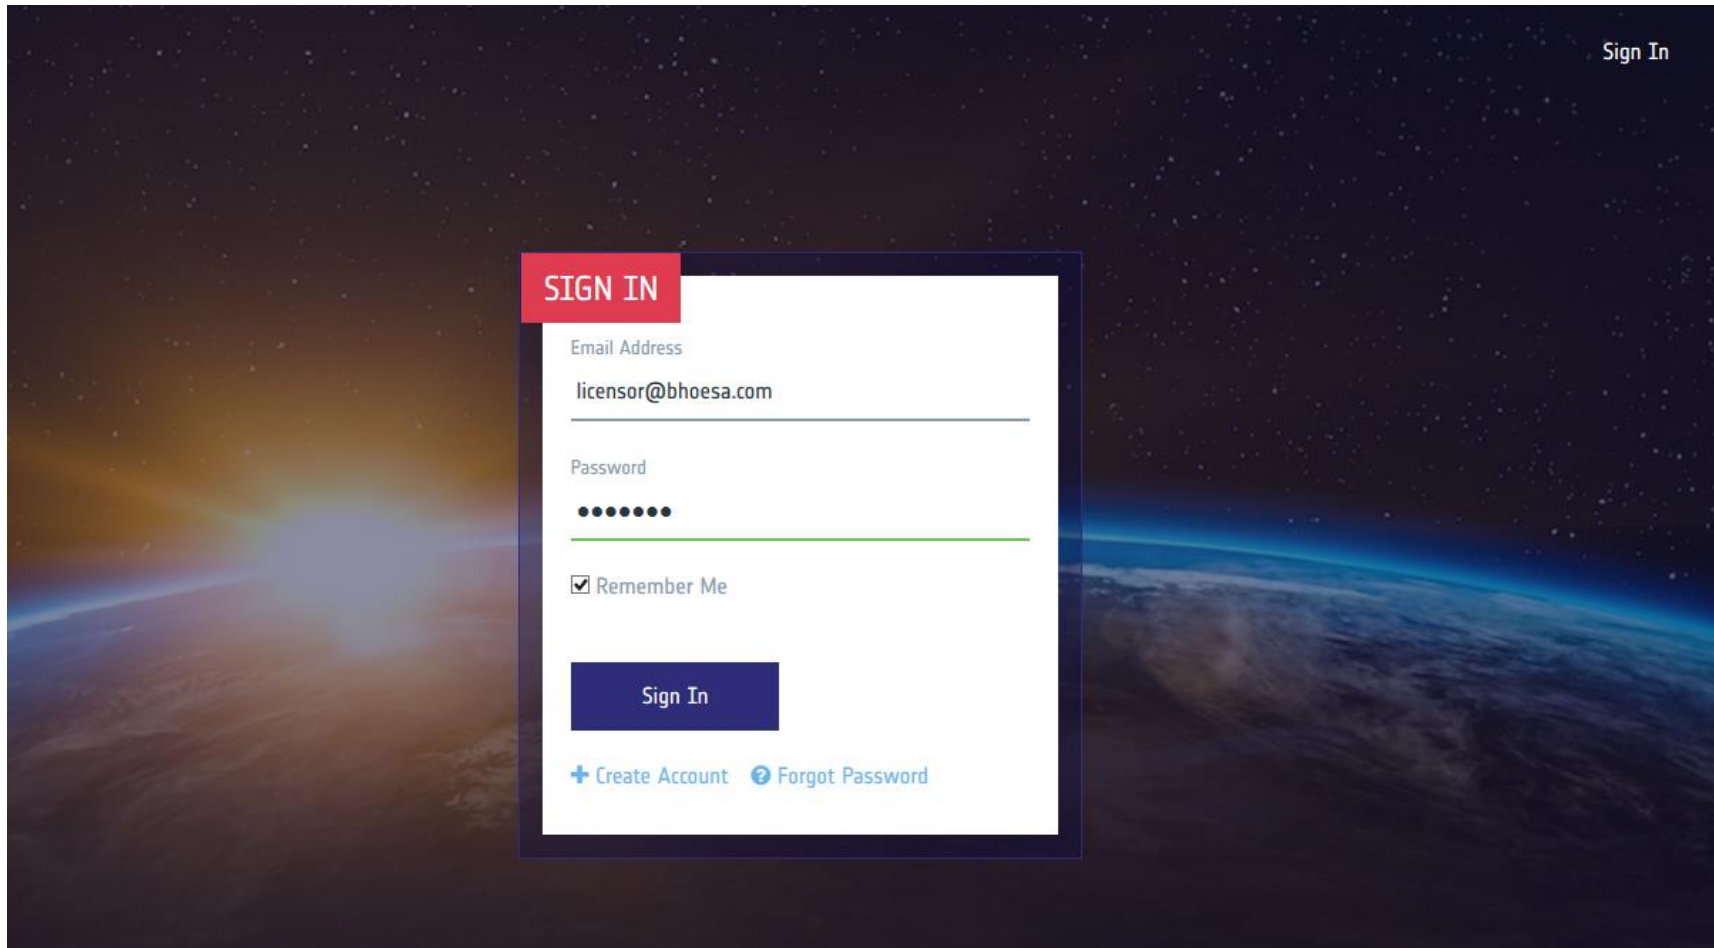 Sign In
SIGN IN
Email Address
licensor@bhoesa.com
Password
●●●●●●●
Remember Me
Sign In
Create Account Forgot Password